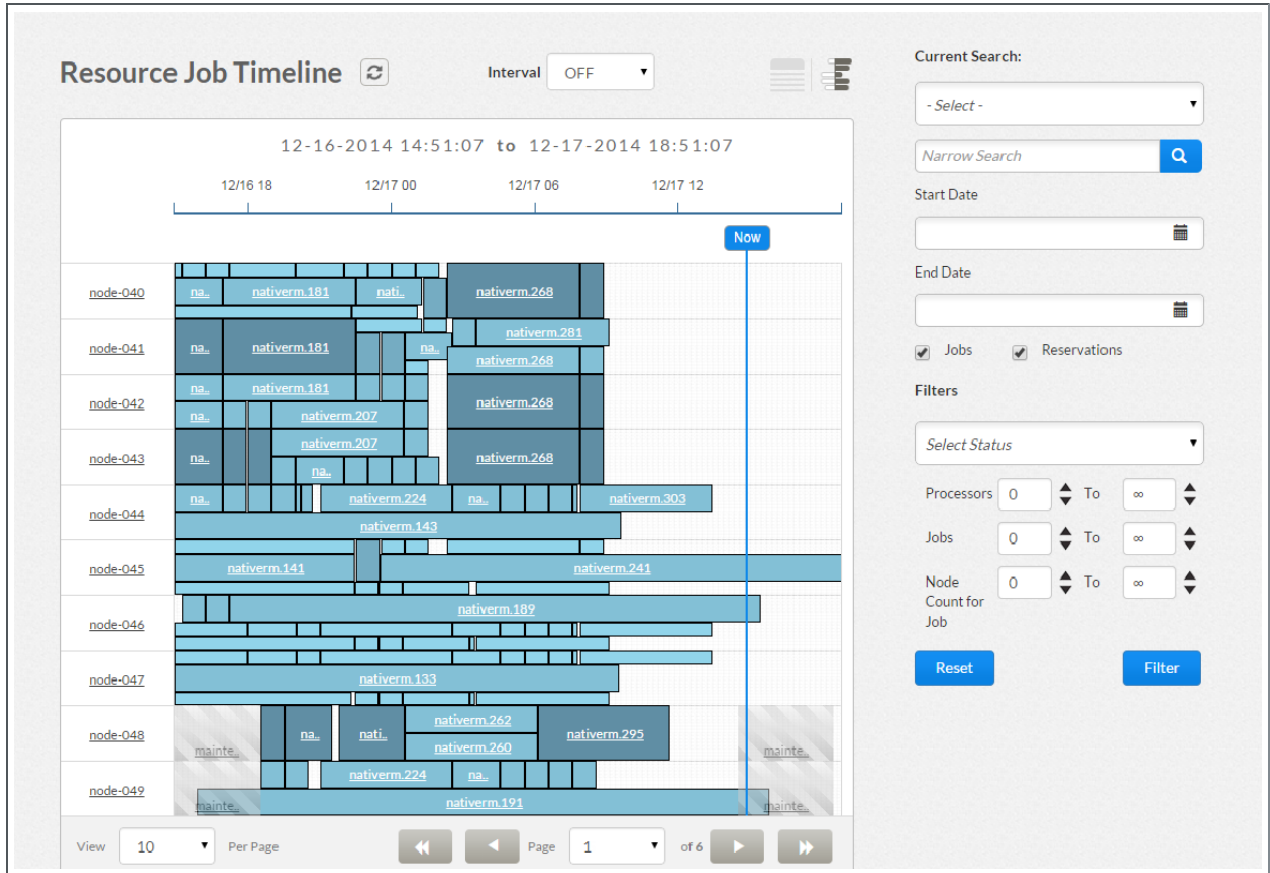 Resource Job Timeline
Interval OFF
12-16-2014 14:51:07 to 12-17-2014 18:51:07
12/16 18 12/17 00 12/17 06 12/17 12
Now
node-040 na.. nativerm.181 nati.. nativerm.268
node-041 na.. nativerm.181 na.. nativerm.281
nativerm.268
node-042 na.. nativerm.181 nativerm.268
na.. nativerm.207
node-043 na.. nativerm.207 nativerm.268
na..
node-044 na.. nativerm.224 na.. nativerm.303
nativerm.143
node-045 nativerm.141 nativerm.241
node-046 nativerm.189
node-047 nativerm.133
node-048 mainte.. na.. nati.. nativerm.262 nativerm.295 mainte..
nativerm.260
node-049 mainte.. nativerm.224 na.. mainte..
nativerm.191
View 10 Per Page Page 1 of 6
Current Search:
- Select -
Narrow Search
Start Date
End Date
Jobs Reservations
Filters
Select Status
Processors 0 To ∞
Jobs 0 To ∞
Node Count for Job 0 To ∞
Reset Filter